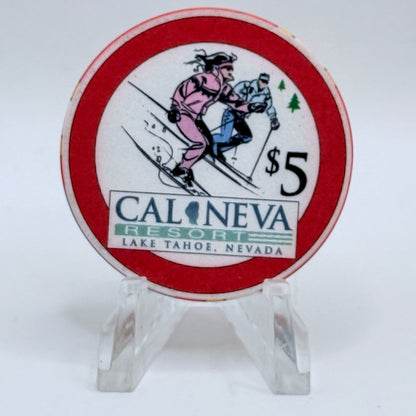 $5
CAL NEVA
RESORT
LAKE TAHOE, NEVADA